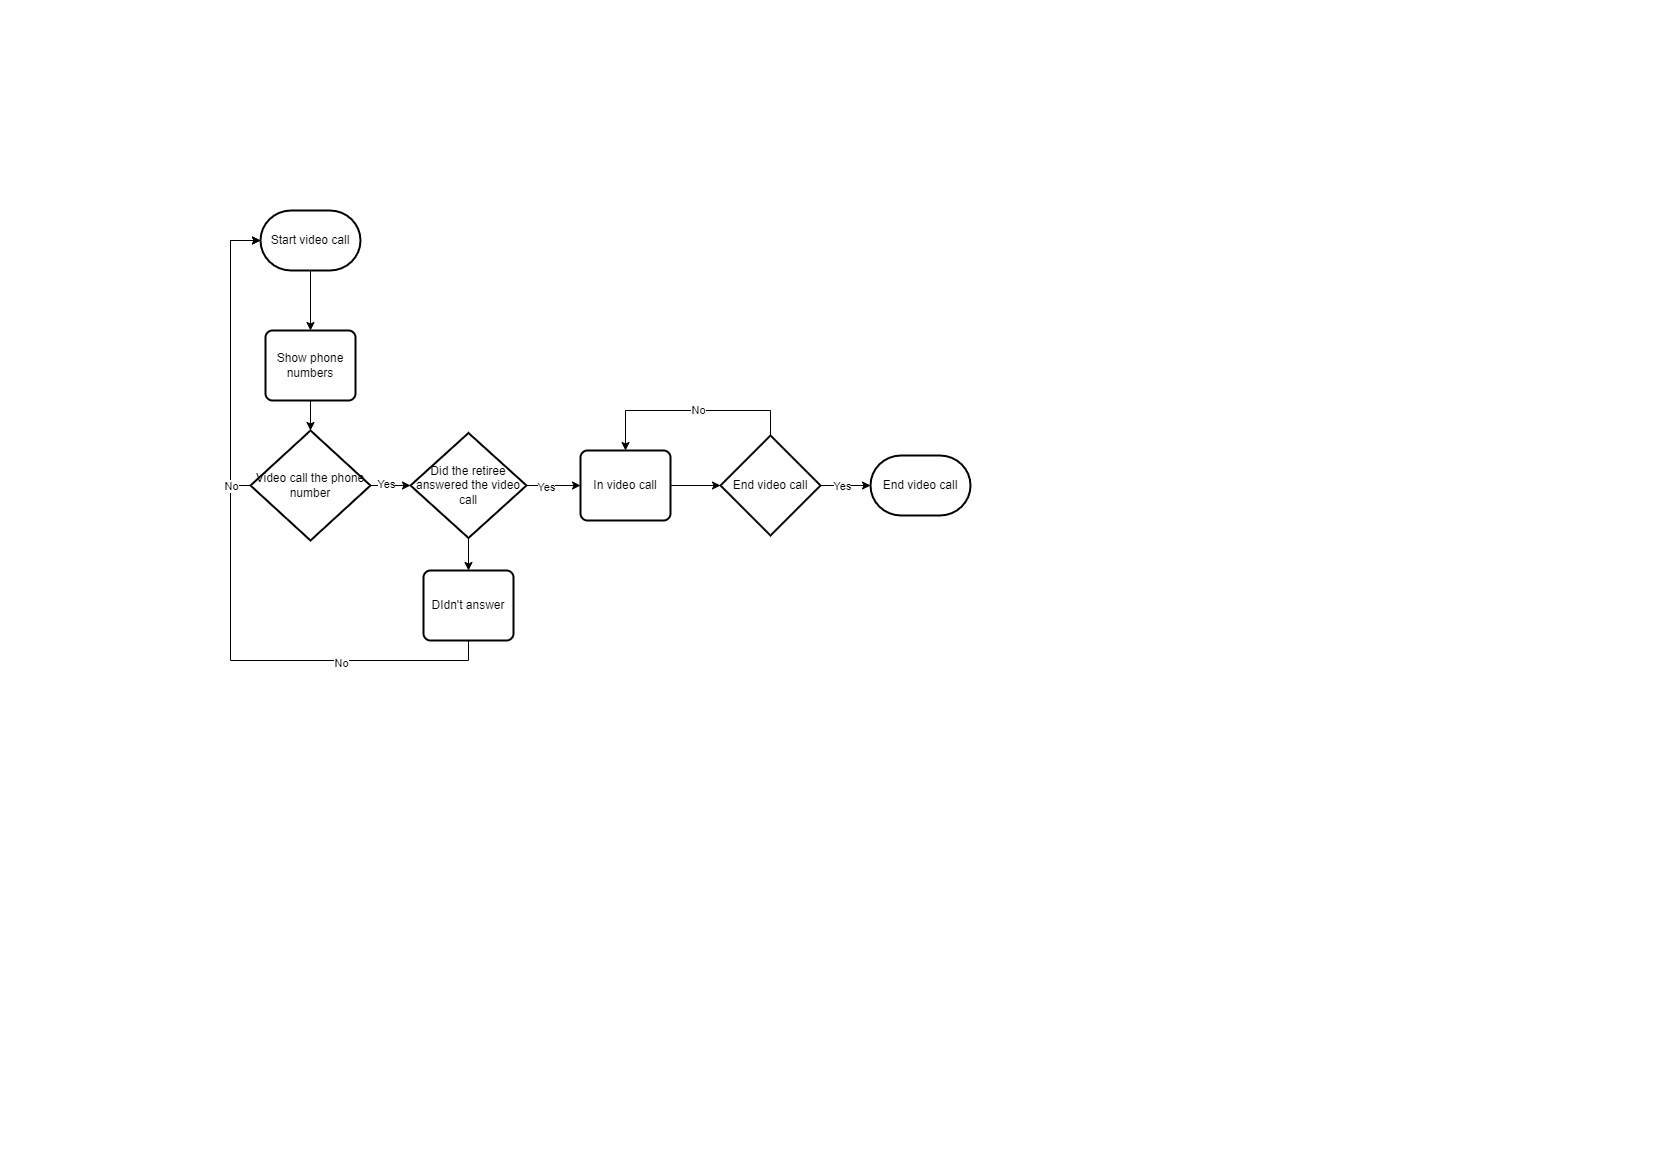 Start video call
Show phone
numbers
No
Video call the phone
number
Yes
Did the retiree
answered the video
call
Yes
In video call
No
End video call
Yes
End video call
DIdn't answer
No